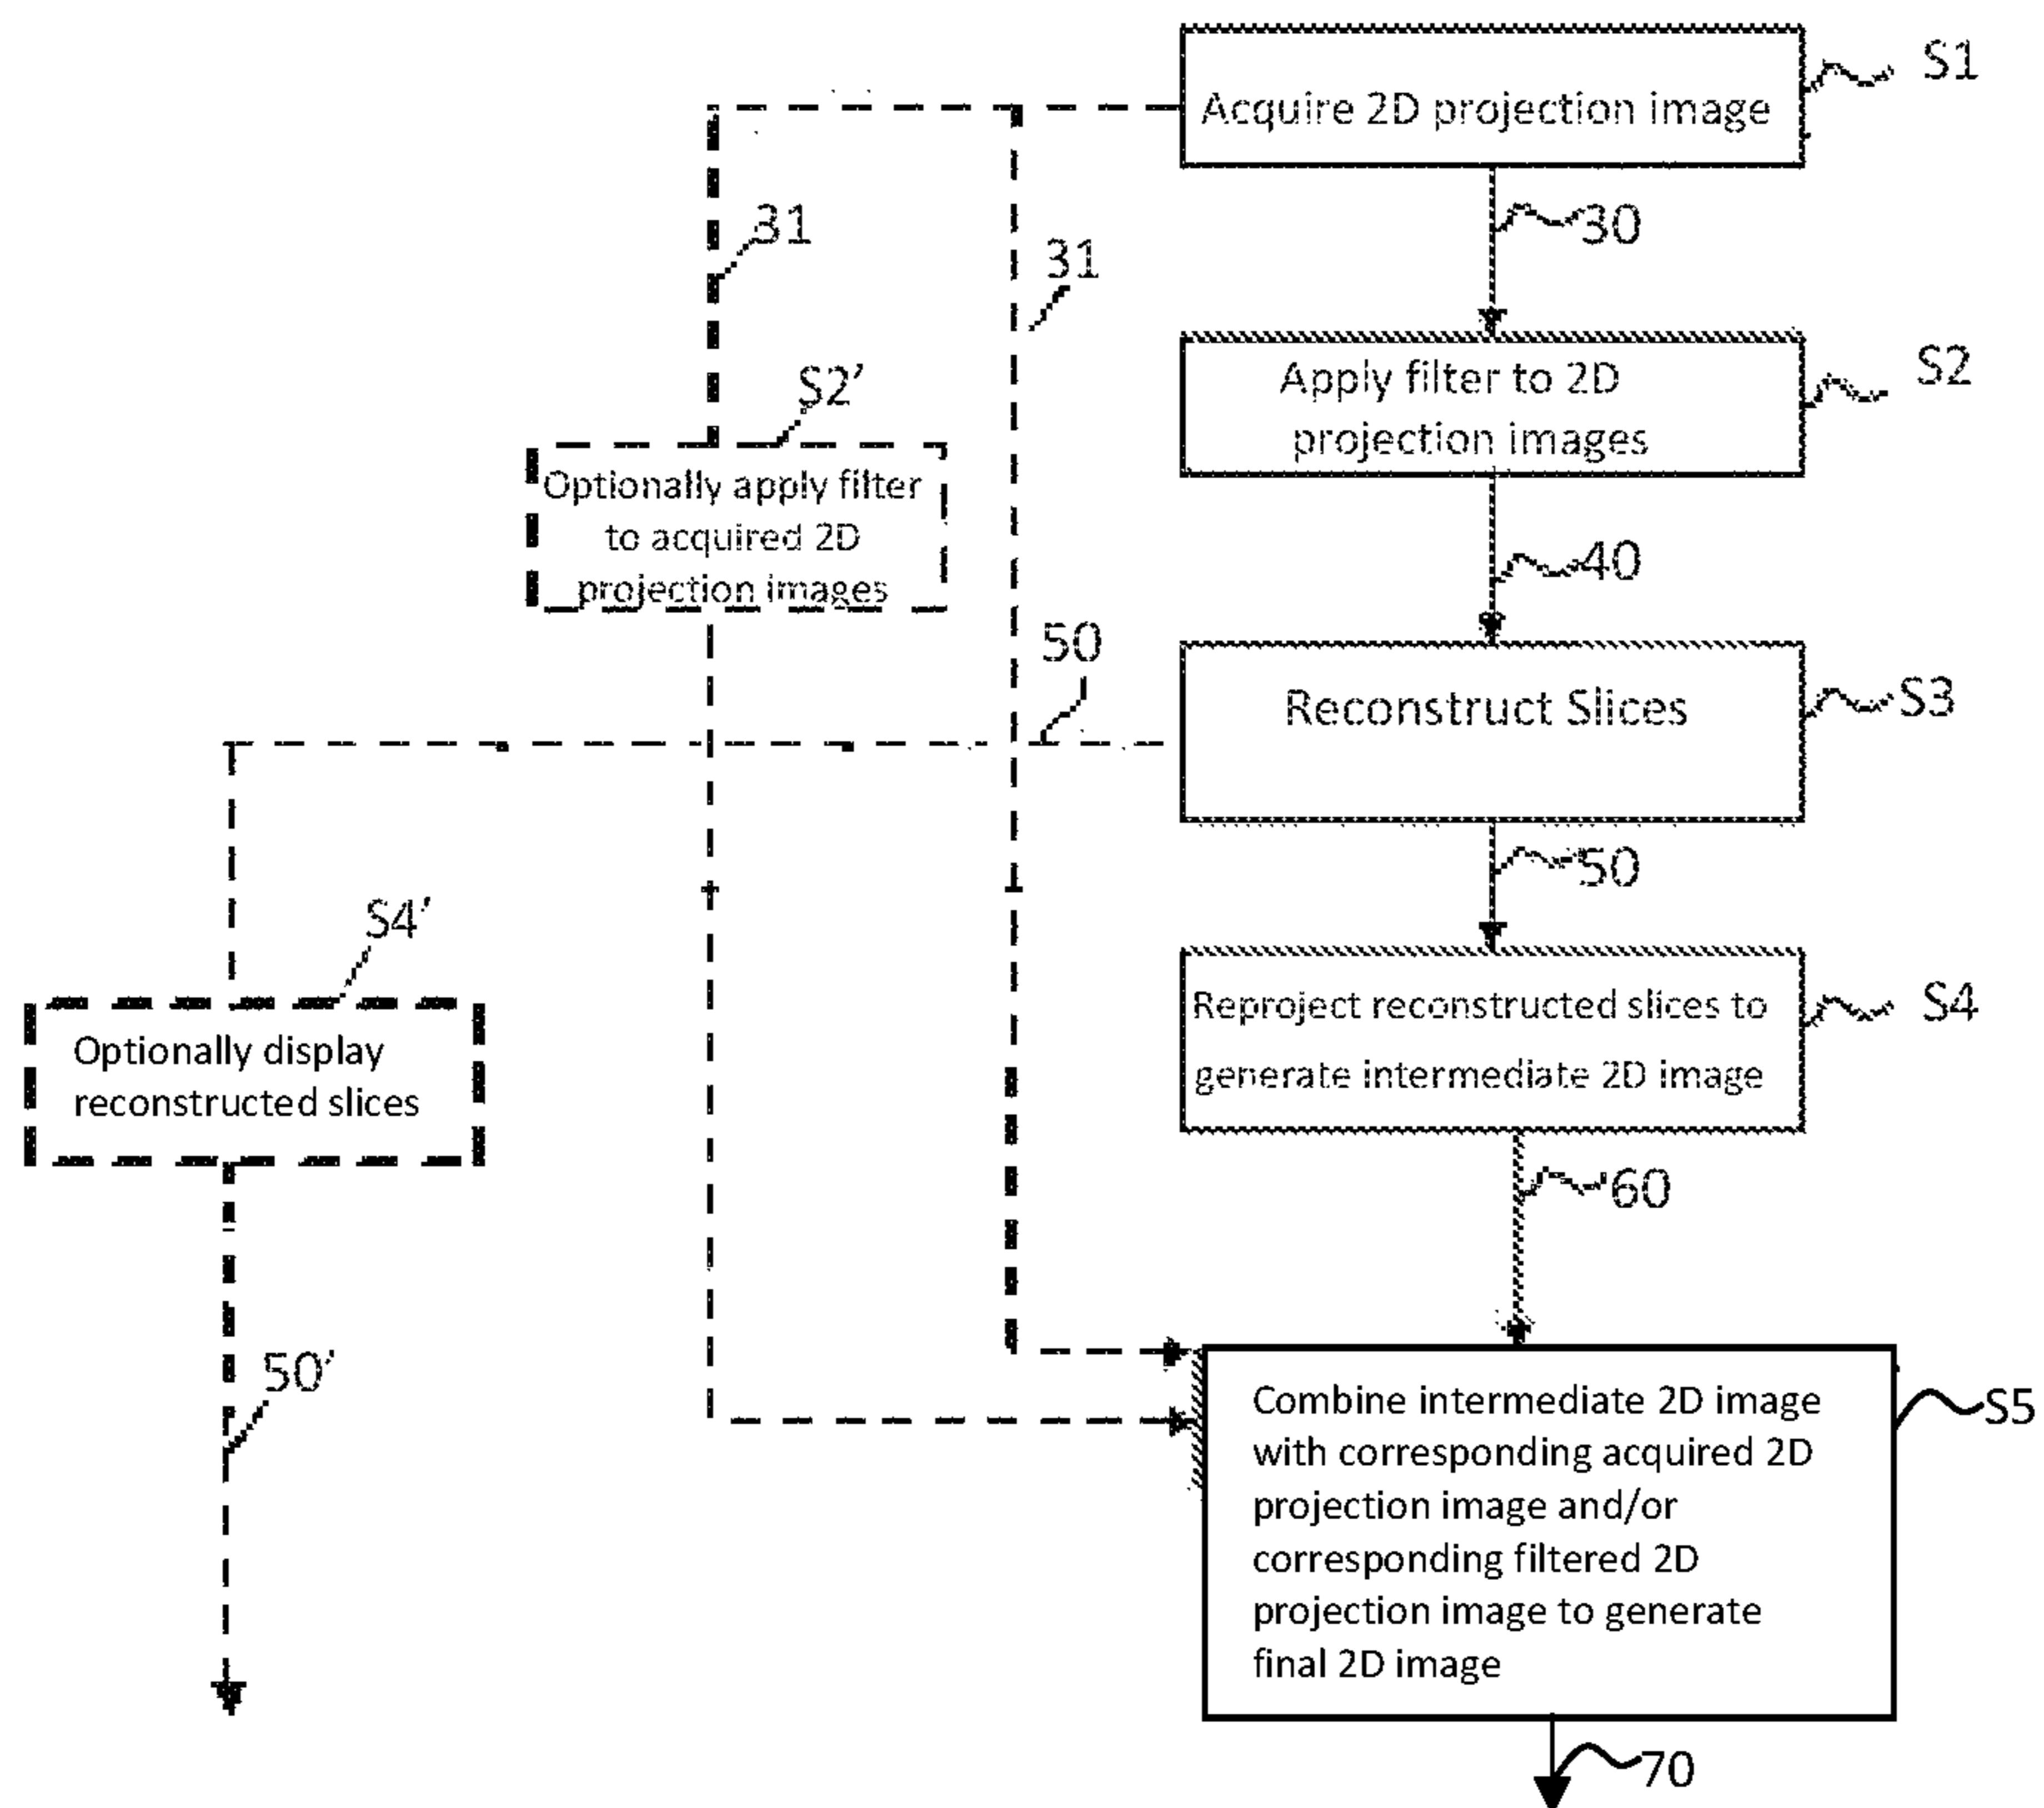 Acquire 2D projection image
S1
30
31
31
Apply filter to 2D
projection images
S2
S2'
Optionally apply filter
to acquired 2D
projection images
40
50
Reconstruct Slices
S3
50
S4'
Optionally display
reconstructed slices
Reproject reconstructed slices to
generate intermediate 2D image
S4
60
50'
Combine intermediate 2D image
with corresponding acquired 2D
projection image and/or
corresponding filtered 2D
projection image to generate
final 2D image
S5
70